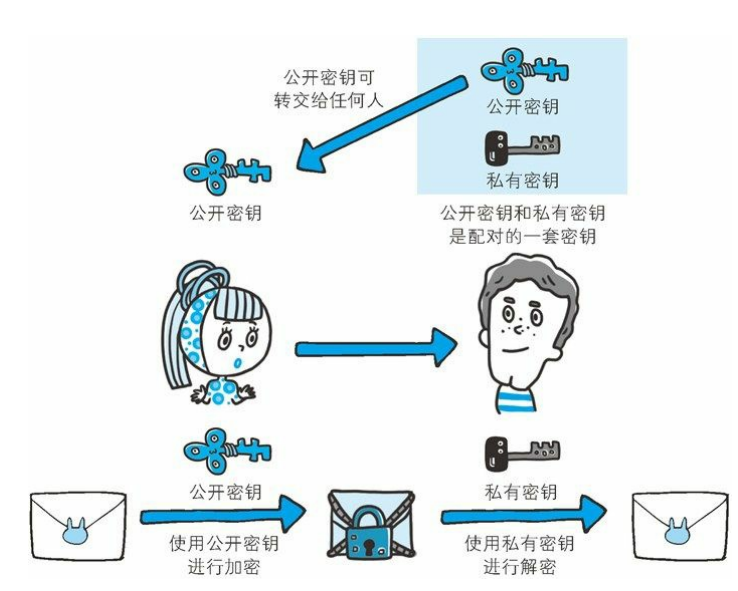 公开密钥可
转交给任何人
公开密钥
私有密钥
公开密钥
公开密钥和私有密钥
是配对的一套密钥
公开密钥
私有密钥
使用公开密钥
进行加密
使用私有密钥
进行解密